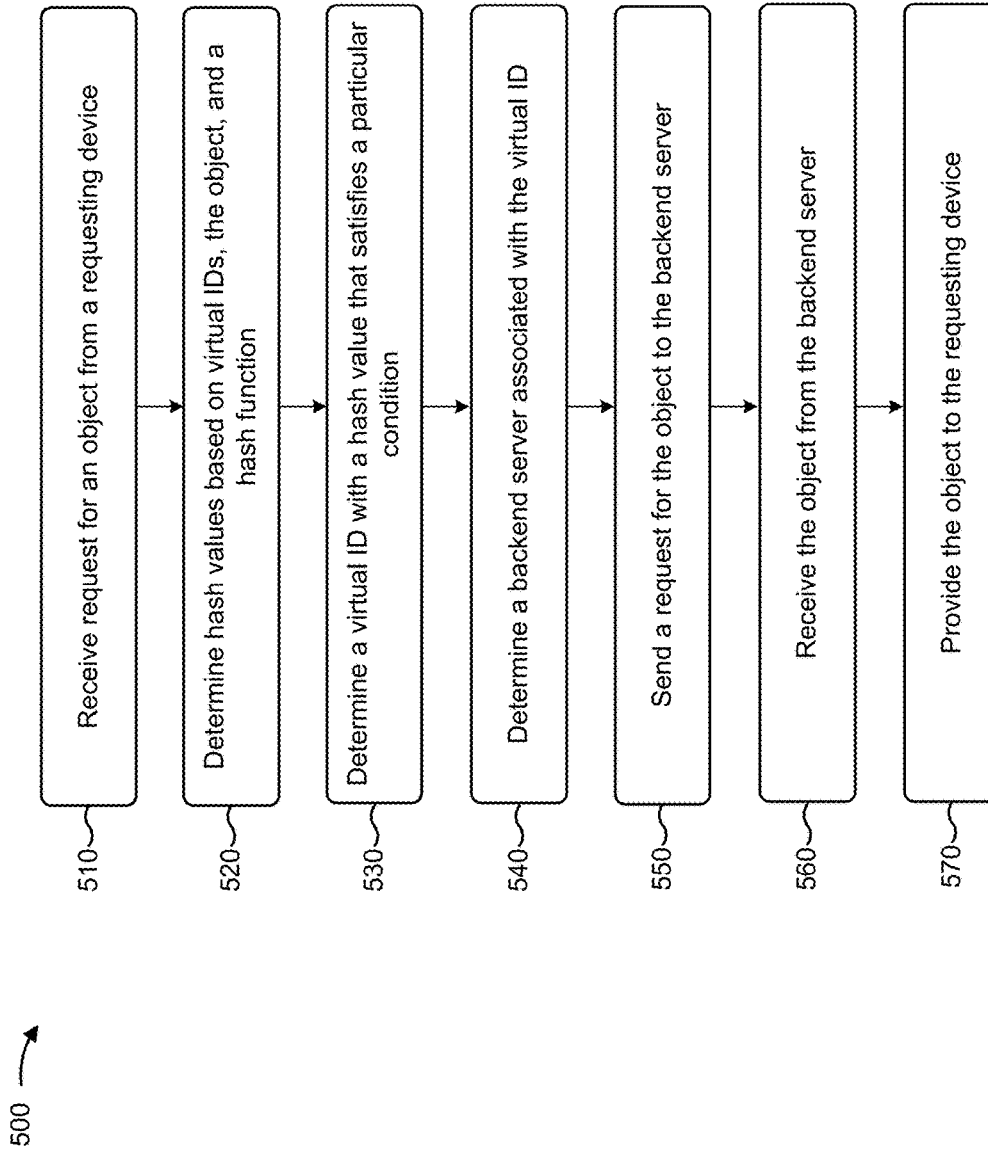 500
510
Receive request for an object from a requesting device
520
Determine hash values based on virtual IDs, the object, and a
hash function
530
Determine a virtual ID with a hash value that satisfies a particular
condition
540
Determine a backend server associated with the virtual ID
550
Send a request for the object to the backend server
560
Receive the object from the backend server
570
Provide the object to the requesting device